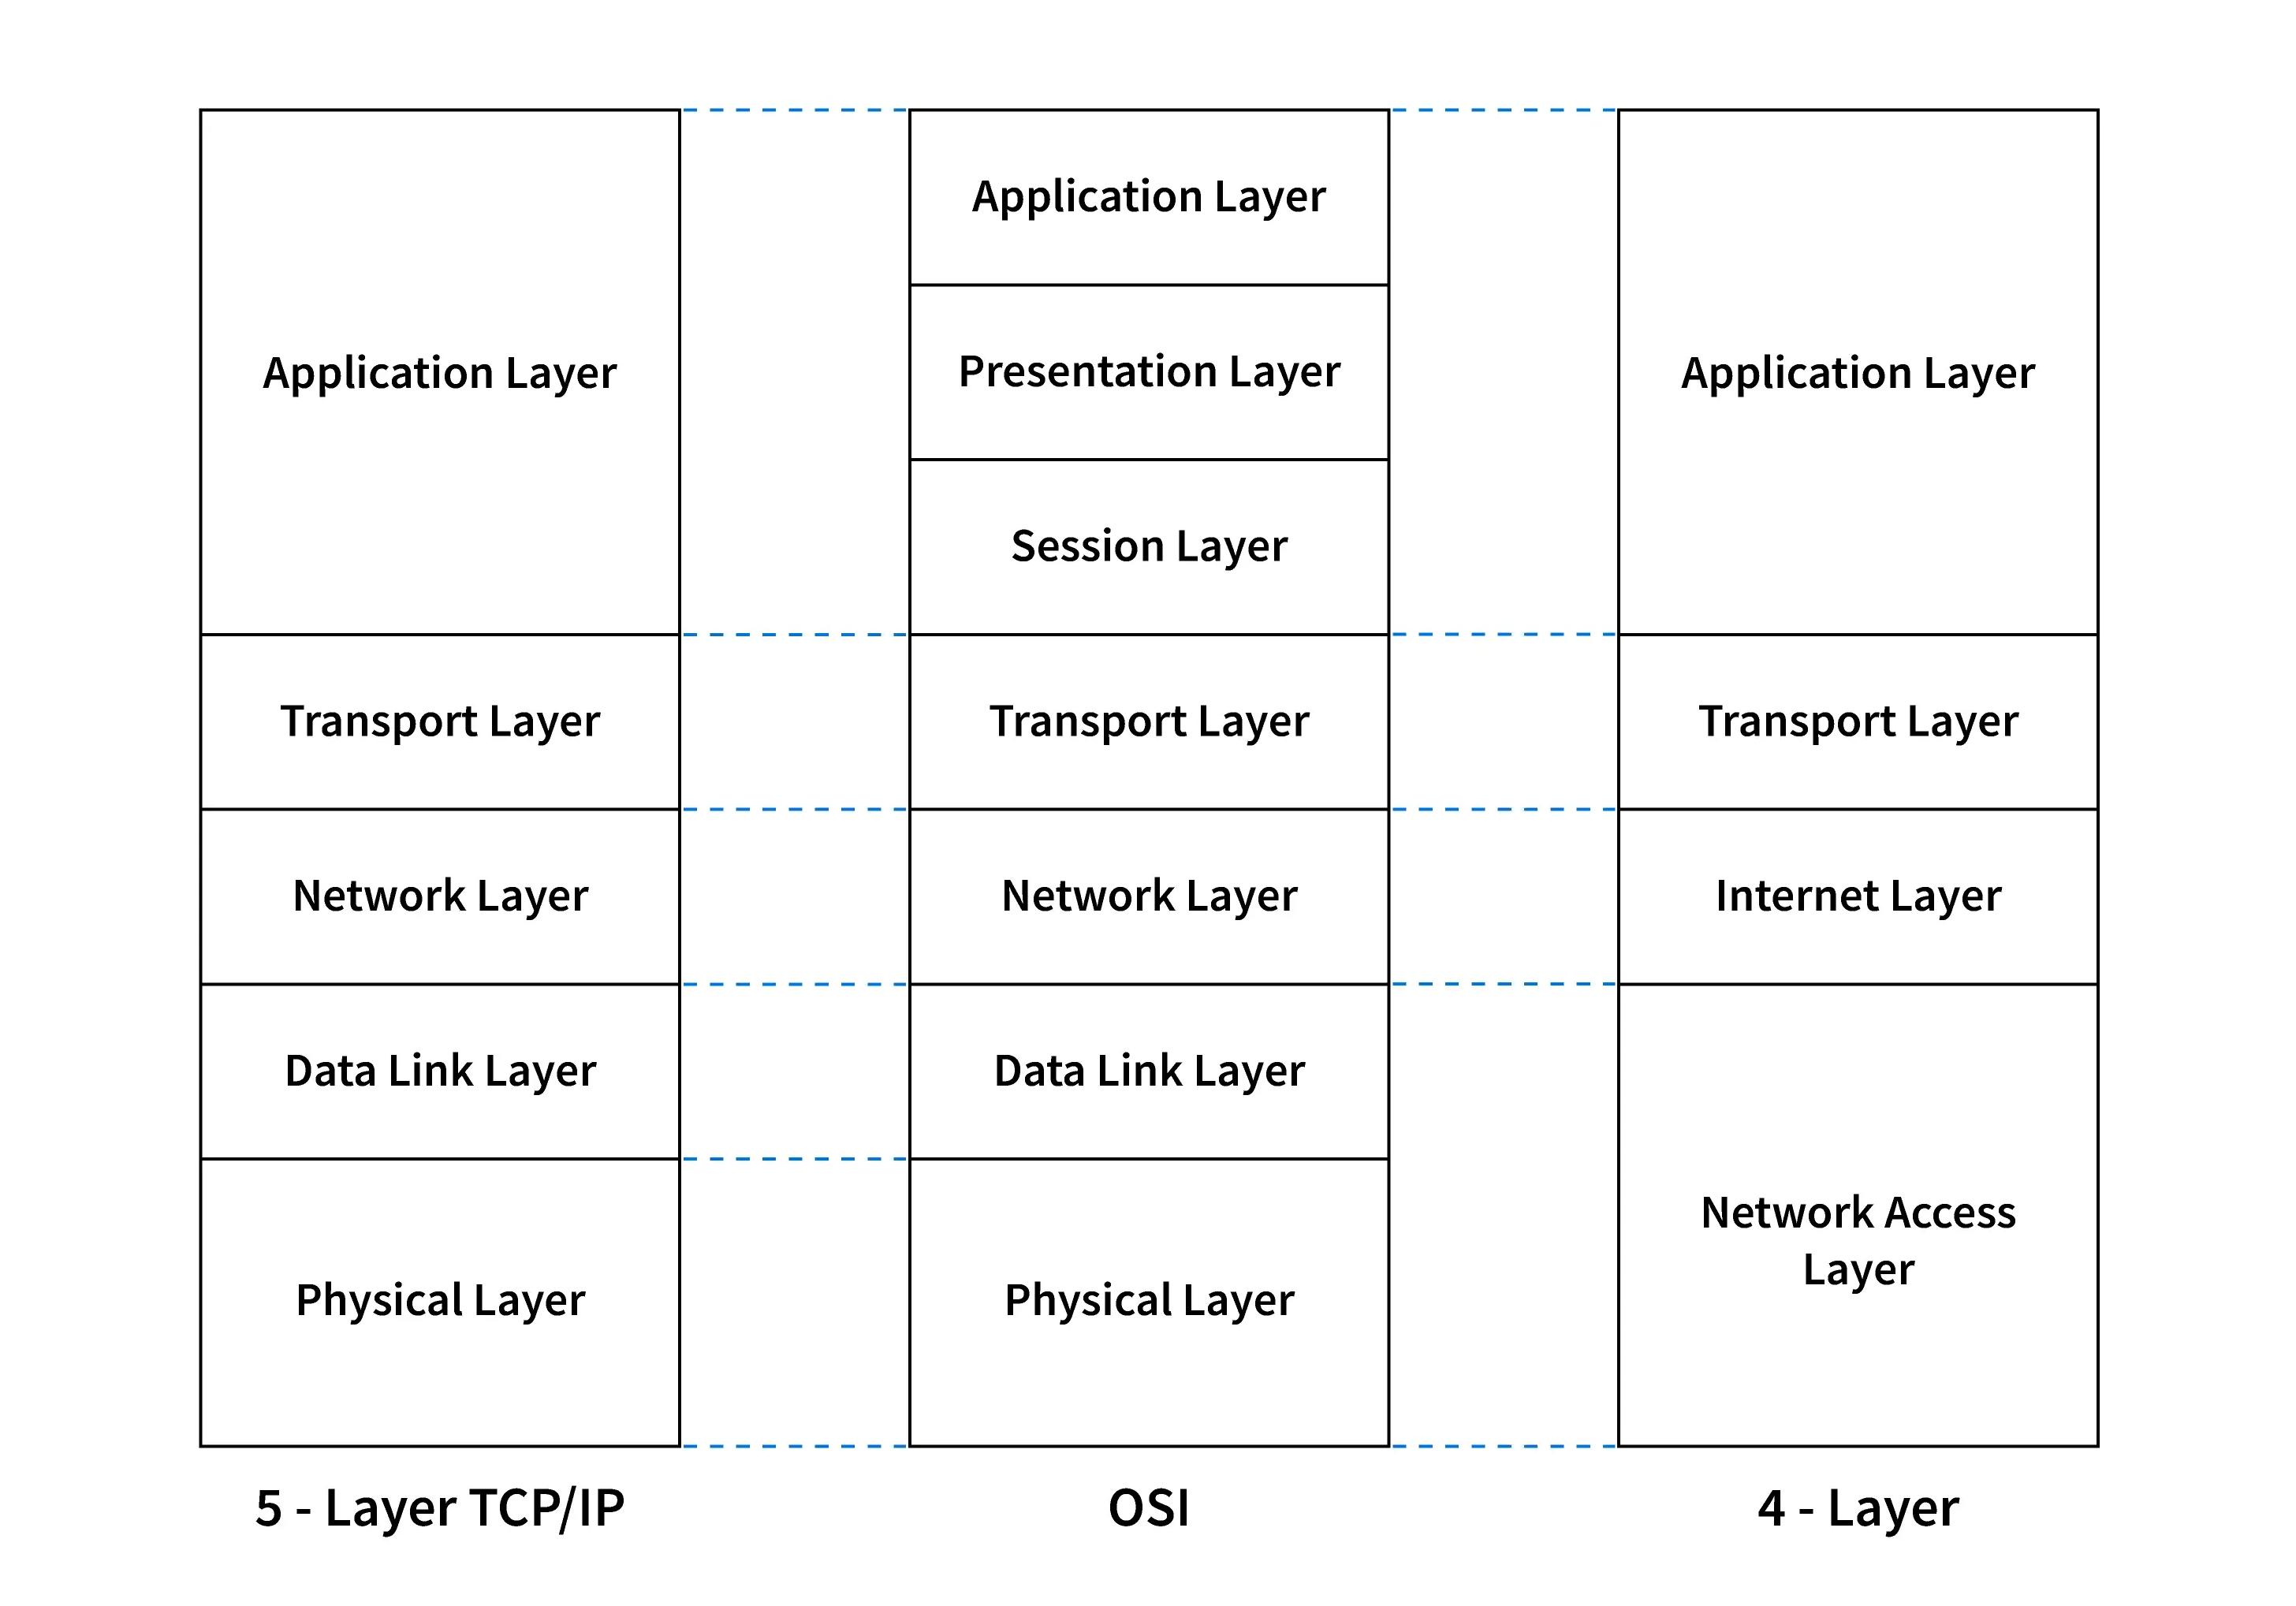 Application Layer
Transport Layer
Network Layer
Data Link Layer
Physical Layer
5 - Layer TCP/IP
Application Layer
Presentation Layer
Session Layer
Transport Layer
Network Layer
Data Link Layer
Physical Layer
OSI
Application Layer
Transport Layer
Internet Layer
Network Access
Layer
4 - Layer